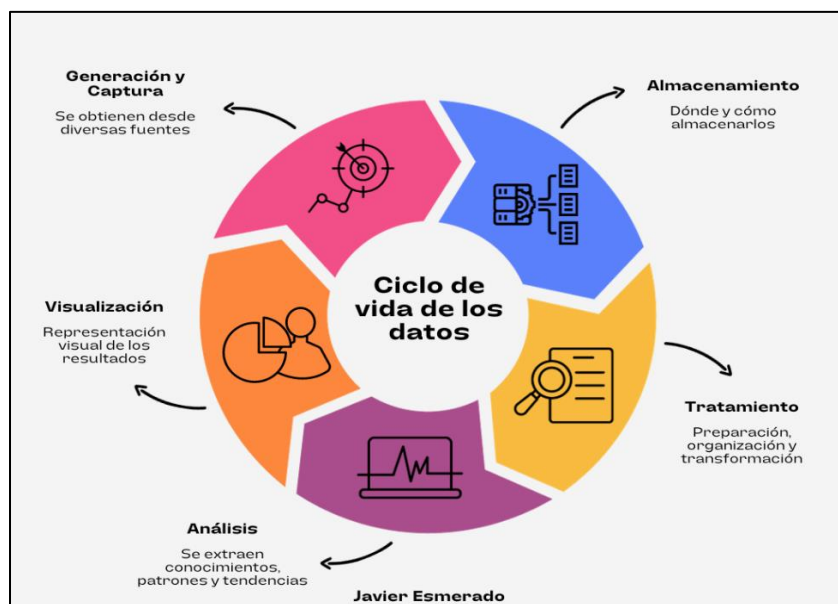 Generación y
Captura
Se obtienen desde
diversas fuentes
Almacenamiento
Dónde y cómo
almacenarlos
Ciclo de
vida de los
datos
Visualización
Representación
visual de los
resultados
Tratamiento
Preparación,
organización y
transformación
Análisis
Se extraen
conocimientos,
patrones y tendencias
Javier Esmerado